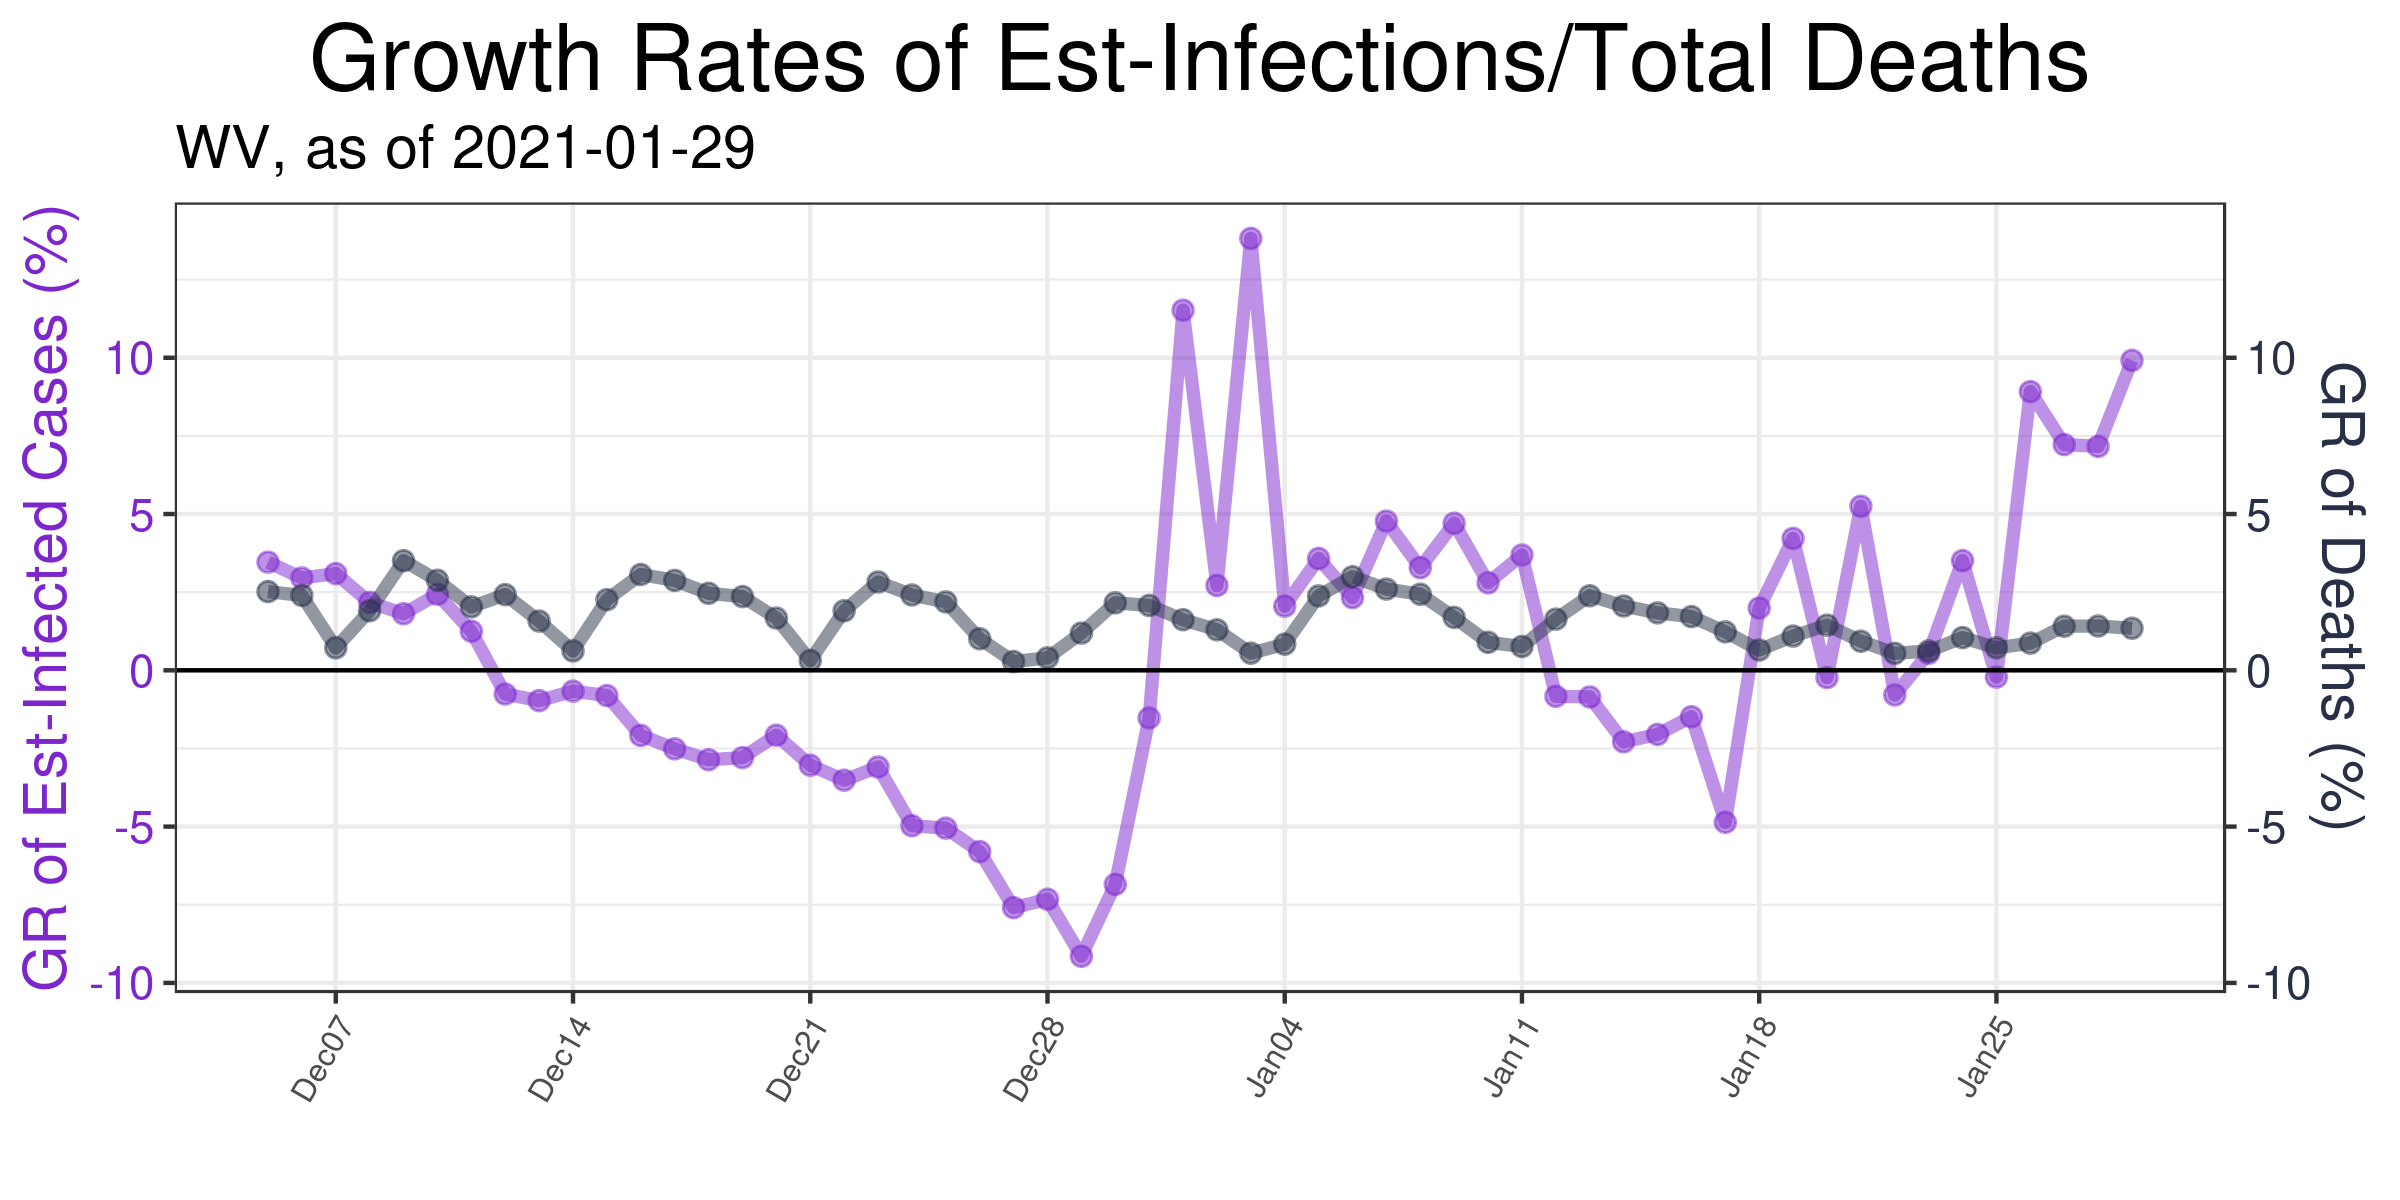 Growth Rates of Est-Infections/Total Deaths
WV, as of 2021-01-29
GR of Est-Infected Cases (%)
10
5
0
-5
-10
10
5
0
-5
-10
GR of Deaths (%)
Dec07
Dec14
Dec21
Dec28
Jan04
Jan11
Jan18
Jan25